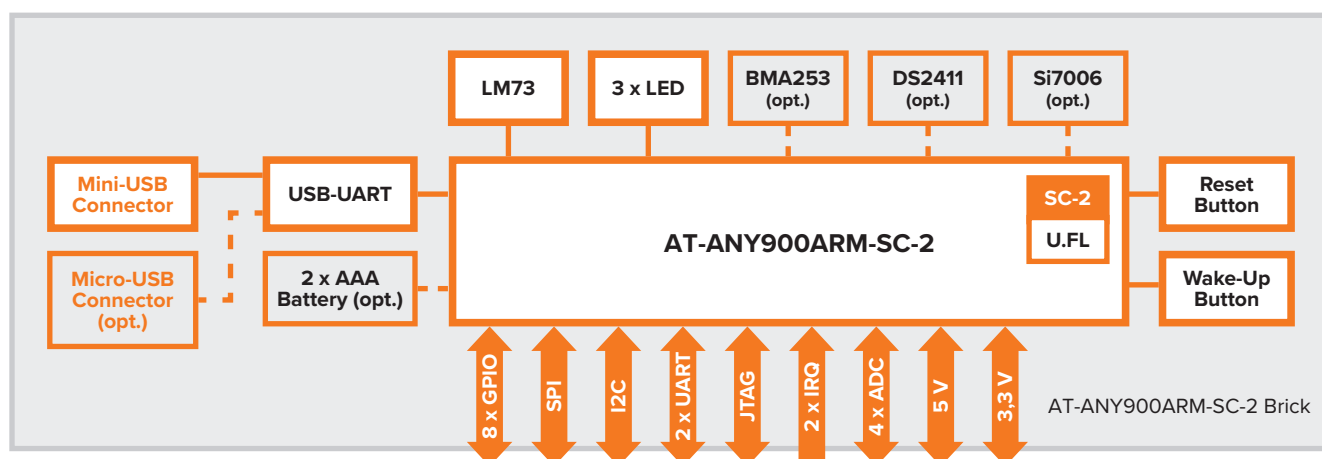 LM73
3 x LED
BMA253
(opt.)
DS2411
(opt.)
Si7006
(opt.)
Mini-USB
Connector
USB-UART
AT-ANY900ARM-SC-2
SC-2
U.FL
Reset
Button
Micro-USB
Connector
(opt.)
2 x AAA
Battery (opt.)
Wake-Up
Button
8 x GPIO
SPI
I2C
2 x UART
JTAG
2 x IRQ
4 x ADC
5 V
3,3 V
AT-ANY900ARM-SC-2 Brick